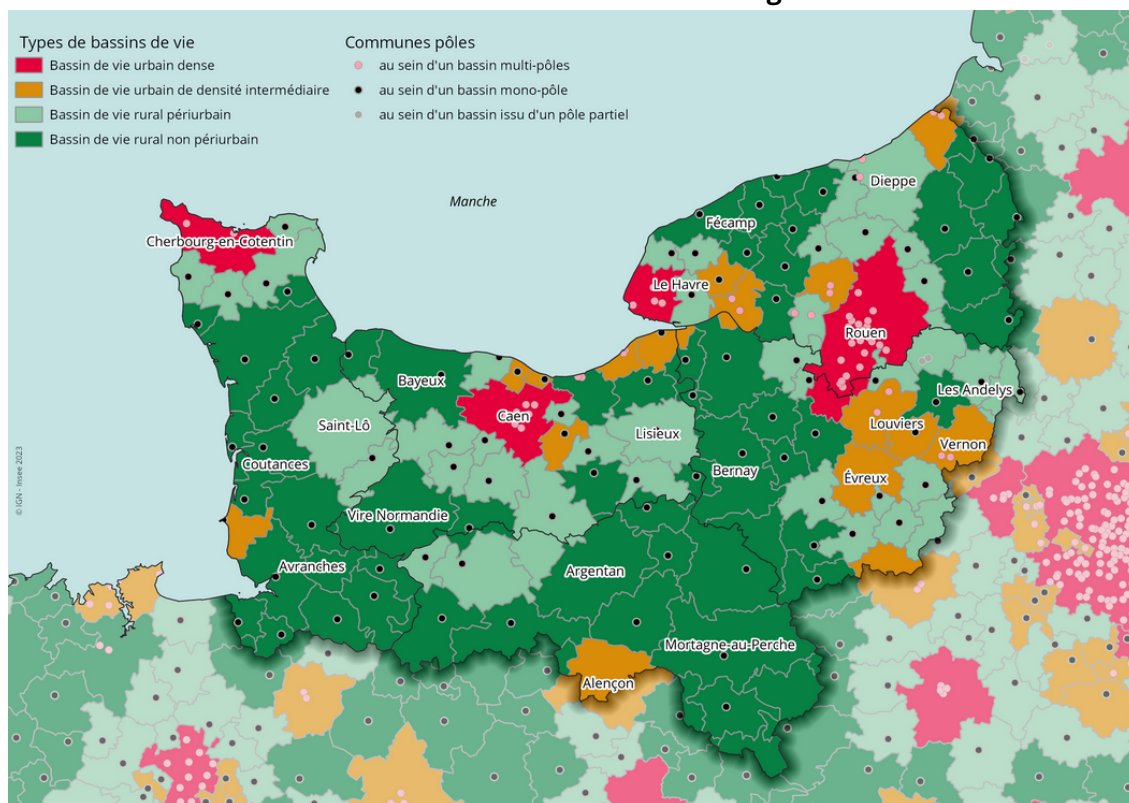 Types de bassins de vie
Bassin de vie urbain dense
Bassin de vie urbain de densité intermédiaire
Bassin de vie rural périurbain
Bassin de vie rural non périurbain
Communes pôles
au sein d'un bassin multi-pôles
au sein d'un bassin mono-pôle
au sein d'un bassin issu d'un pôle partiel
Manche
Dieppe
Fécamp
Cherbourg-en-Cotentin
Le Havre
Rouen
Bayeux
Les Andelys
Caen
Saint-Lô
Louviers
Lisieux
Vernon
Coutances
Bernay
Évreux
Vire Normandie
Avranches
Argentan
Mortagne-au-Perche
Alençon
© IGN - Insee 2023